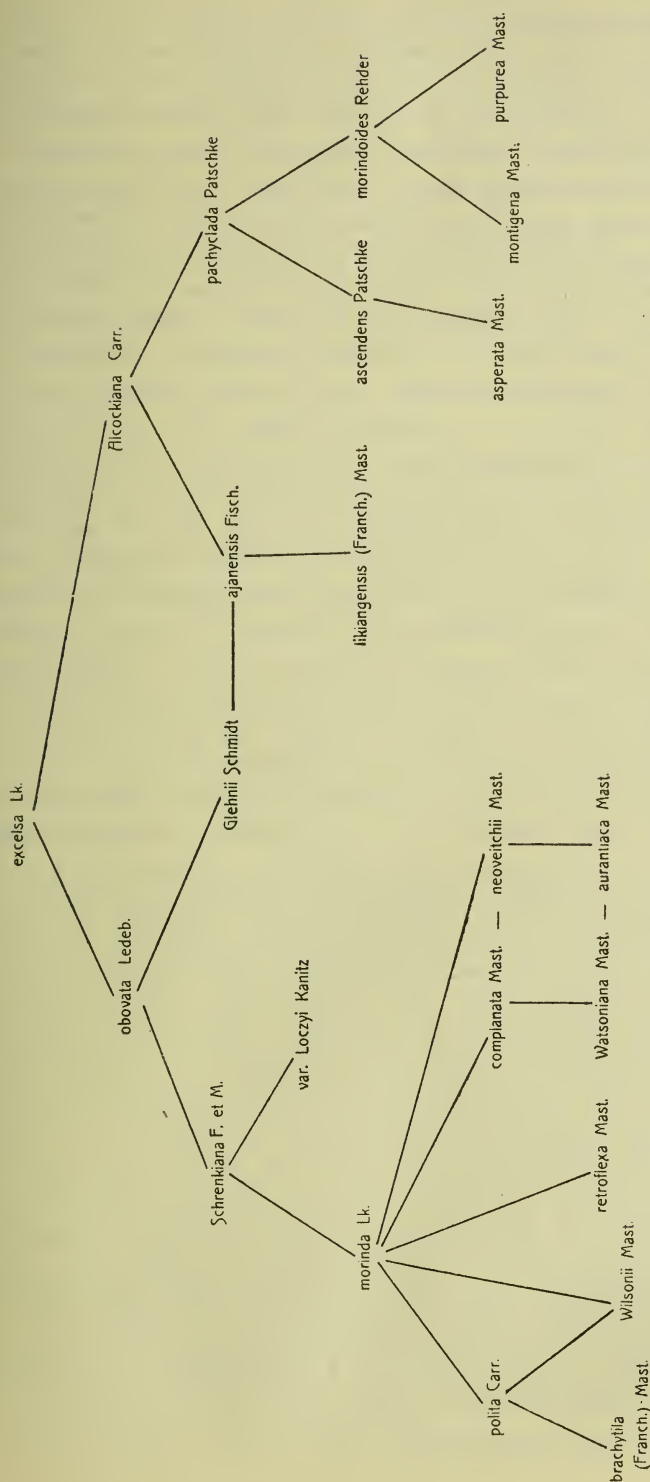 excelsa Lk.
obovata Ledeb.
Alcockiana Carr.
Schrenkiana F. et M.
Glehnii Schmidt
ajanensis Fisch.
pachyclada Patschke
var. Loczyi Kanitz
morinda Lk.
likiangensis (Franch.) Mast.
ascendens Patschke
morindoides Rehder
polita Carr.
complanata Mast. — neoveitchii Mast.
asperata Mast.
montigena Mast.
purpurea Mast.
brachytila
(Franch.) Mast.
Wilsonii Mast.
retroflexa Mast.
Watsoniana Mast. — aurantiaca Mast.